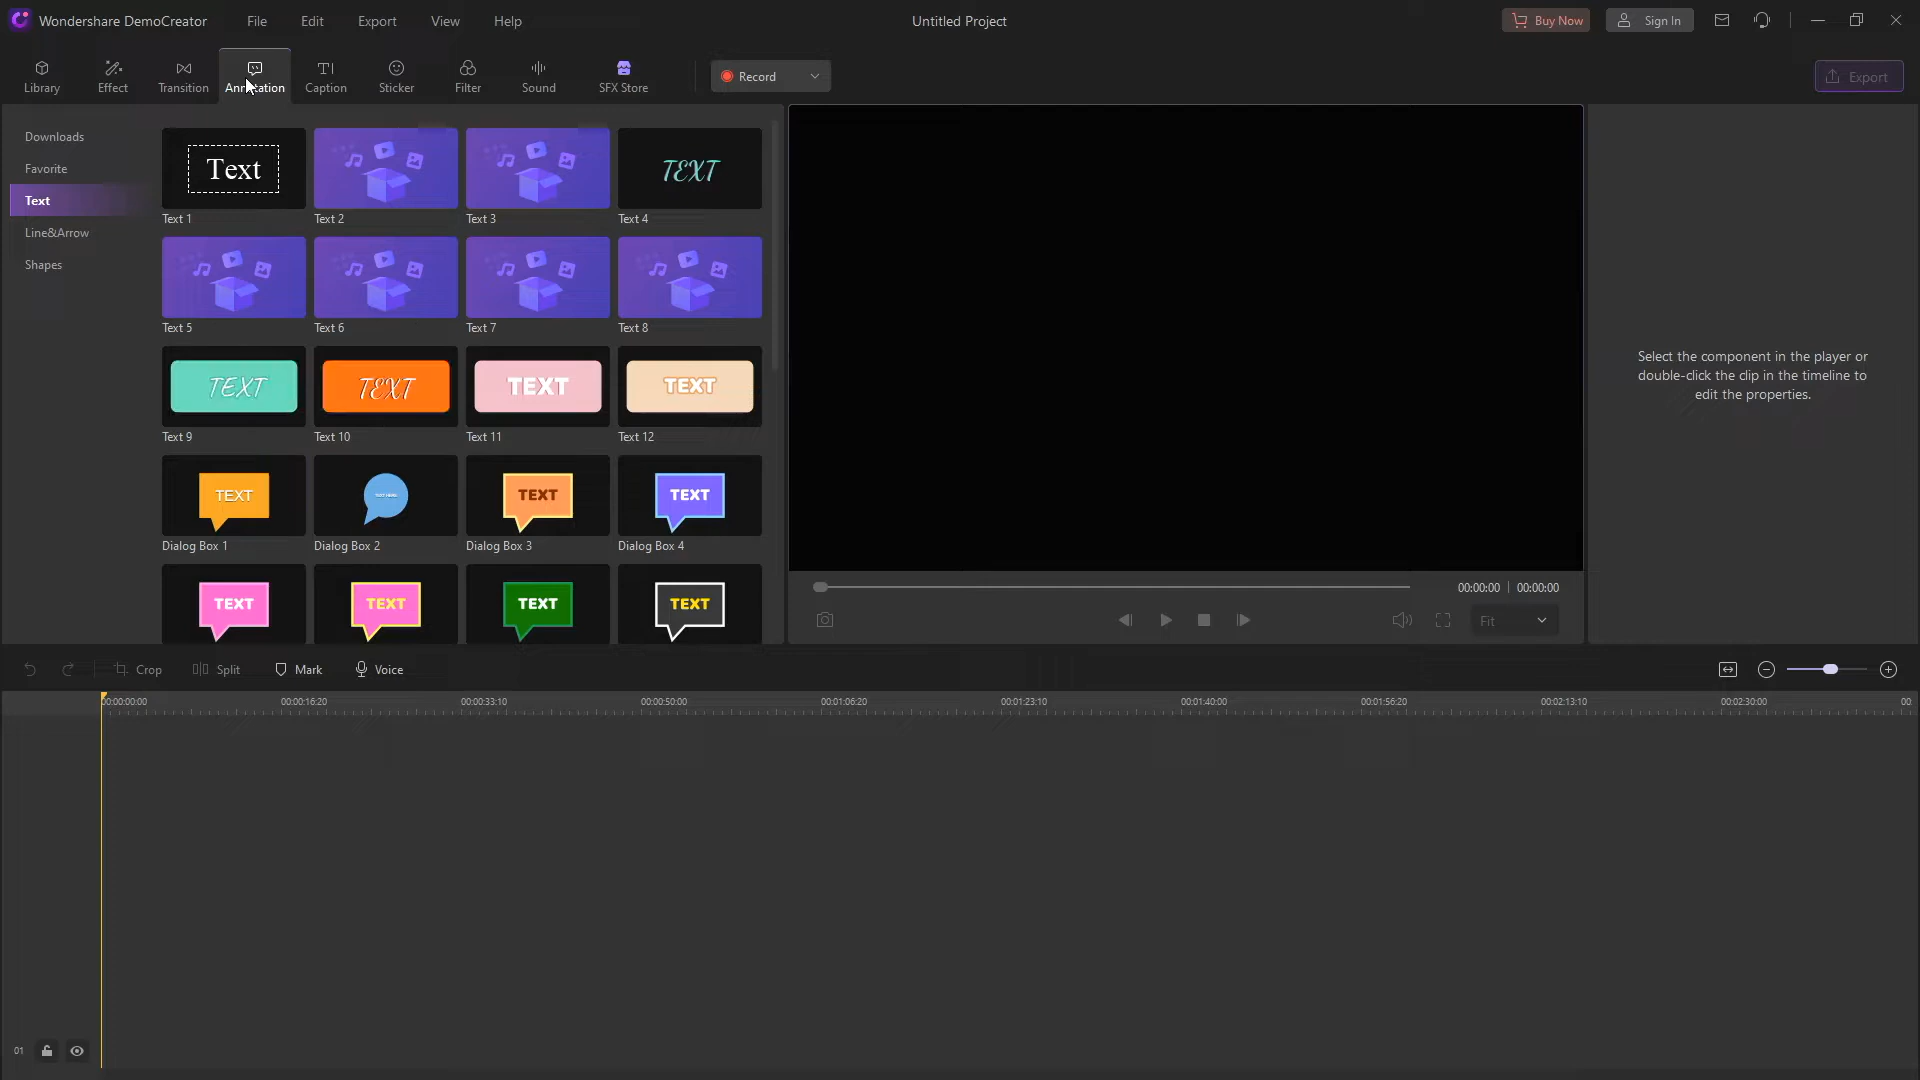 Wondershare DemoCreator
File
Edit
Export
View
Help
Untitled Project
Buy Now
Sign In
Library
Effect
Transition
Annotation
Caption
Sticker
Filter
Sound
SFX Store
Record
Export
Downloads
Favorite
Text
Line&Arrow
Shapes
Text
TEXT
Text 1
Text 2
Text 3
Text 4
Text 5
Text 6
Text 7
Text 8
TEXT
TEXT
TEXT
TEXT
Text 9
Text 10
Text 11
Text 12
TEXT
TEXT HERE
TEXT
TEXT
Dialog Box 1
Dialog Box 2
Dialog Box 3
Dialog Box 4
TEXT
TEXT
TEXT
TEXT
Select the component in the player or
double-click the clip in the timeline to
edit the properties.
00:00:00 | 00:00:00
Fit
Crop
Split
Mark
Voice
00:00:00:00
00:00:16:20
00:00:33:10
00:00:50:00
00:01:06:20
00:01:23:10
00:01:40:00
00:01:56:20
00:02:13:10
00:02:30:00
00:
01